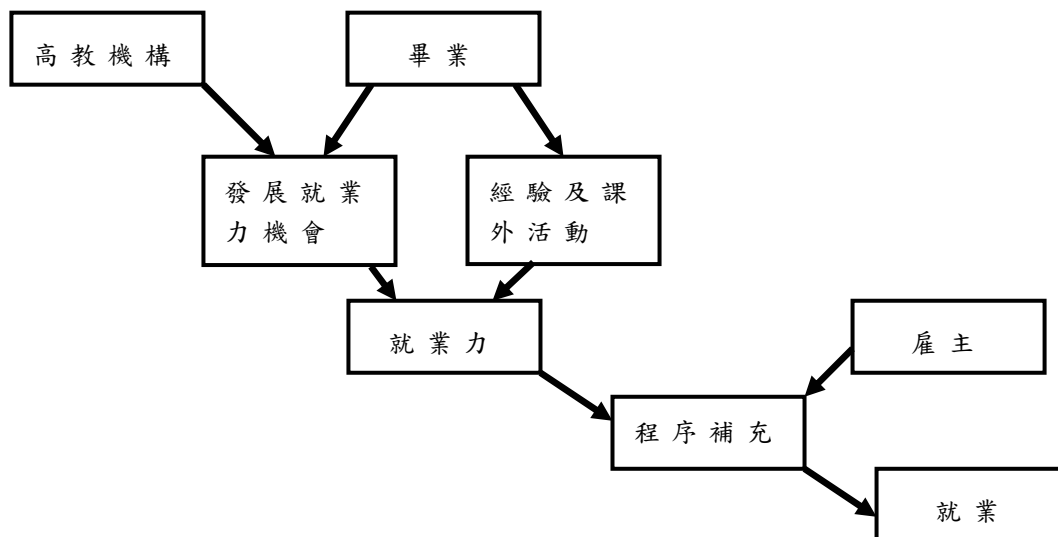 高教機構
畢業
發展就業
力機會
經驗及課
外活動
就業力
雇主
程序補充
就業